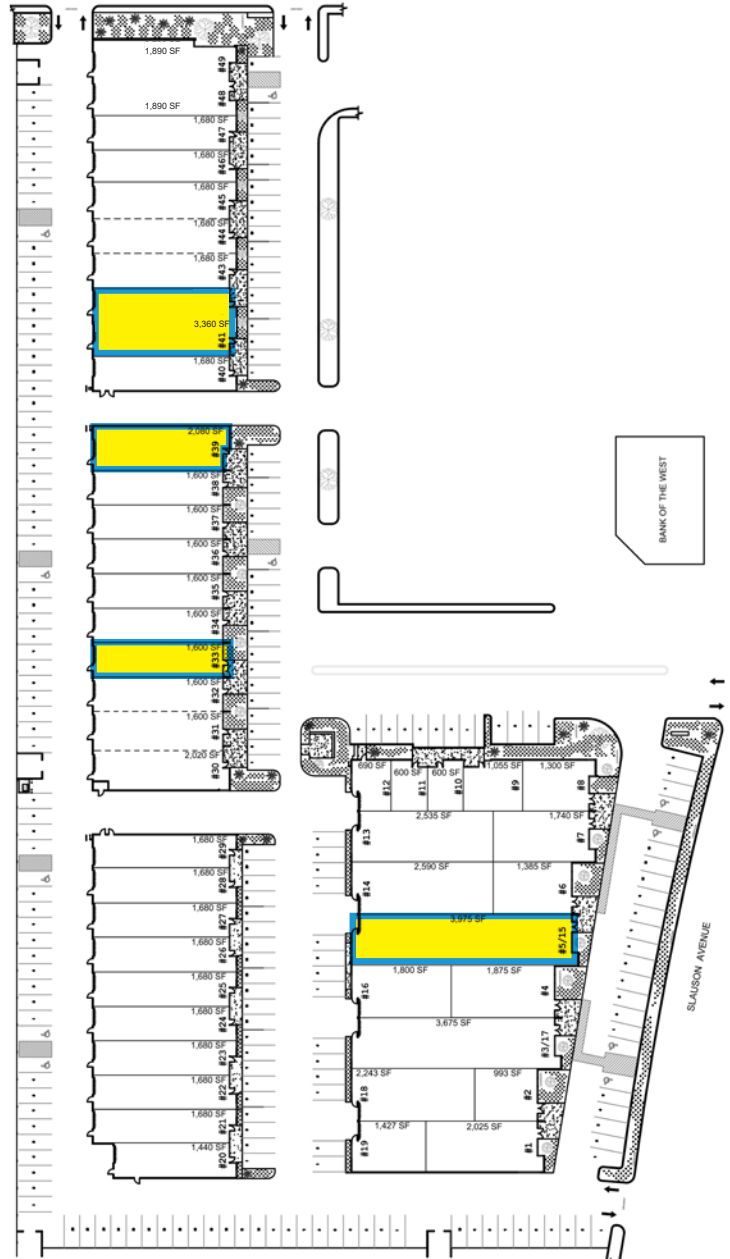 1,890 SF
#49
1,890 SF
#48
1,680 SF
#47
1,680 SF
#46
1,680 SF
#45
1,680 SF
#44
1,680 SF
#43
3,360 SF
#41
1,680 SF
#40
2,080 SF
#39
1,600 SF
#38
1,600 SF
#37
1,600 SF
#36
1,600 SF
#35
1,600 SF
#34
1,600 SF
#33
1,600 SF
#32
1,600 SF
#31
2,020 SF
#30
BANK OF THE WEST
690 SF
600 SF
600 SF
1,055 SF
1,300 SF
#12
#11
#10
#9
#8
2,535 SF
1,740 SF
#13
#7
2,590 SF
1,385 SF
#14
#6
3,975 SF
#5/15
1,800 SF
1,875 SF
#16
#4
3,675 SF
#3/17
2,243 SF
993 SF
#18
#2
1,427 SF
2,025 SF
#19
#1
SLAUSON AVENUE
1,680 SF
#29
1,680 SF
#28
1,680 SF
#27
1,680 SF
#26
1,680 SF
#25
1,680 SF
#24
1,680 SF
#23
1,680 SF
#22
1,680 SF
#21
1,440 SF
#20